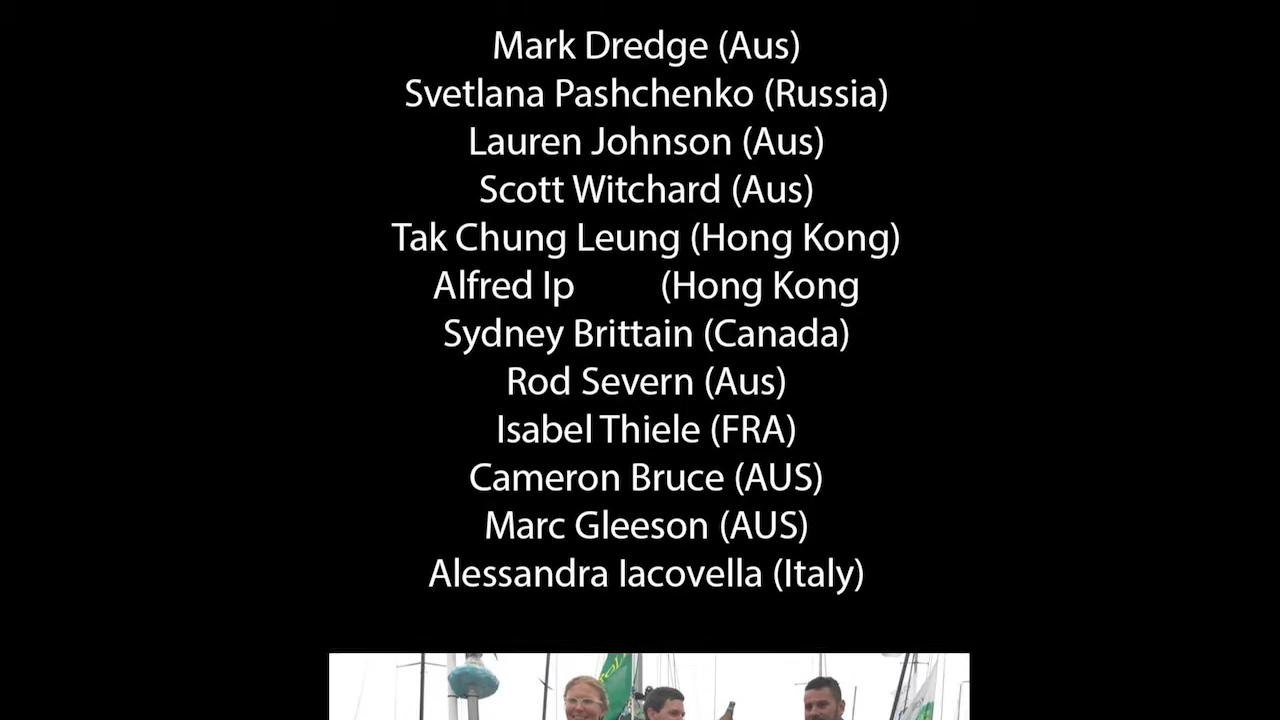 Mark Dredge (Aus)
Svetlana Pashchenko (Russia)
Lauren Johnson (Aus)
Scott Witchard (Aus)
Tak Chung Leung (Hong Kong)
Alfred Ip (Hong Kong
Sydney Brittain (Canada)
Rod Severn (Aus)
Isabel Thiele (FRA)
Cameron Bruce (AUS)
Marc Gleeson (AUS)
Alessandra Iacovella (Italy)